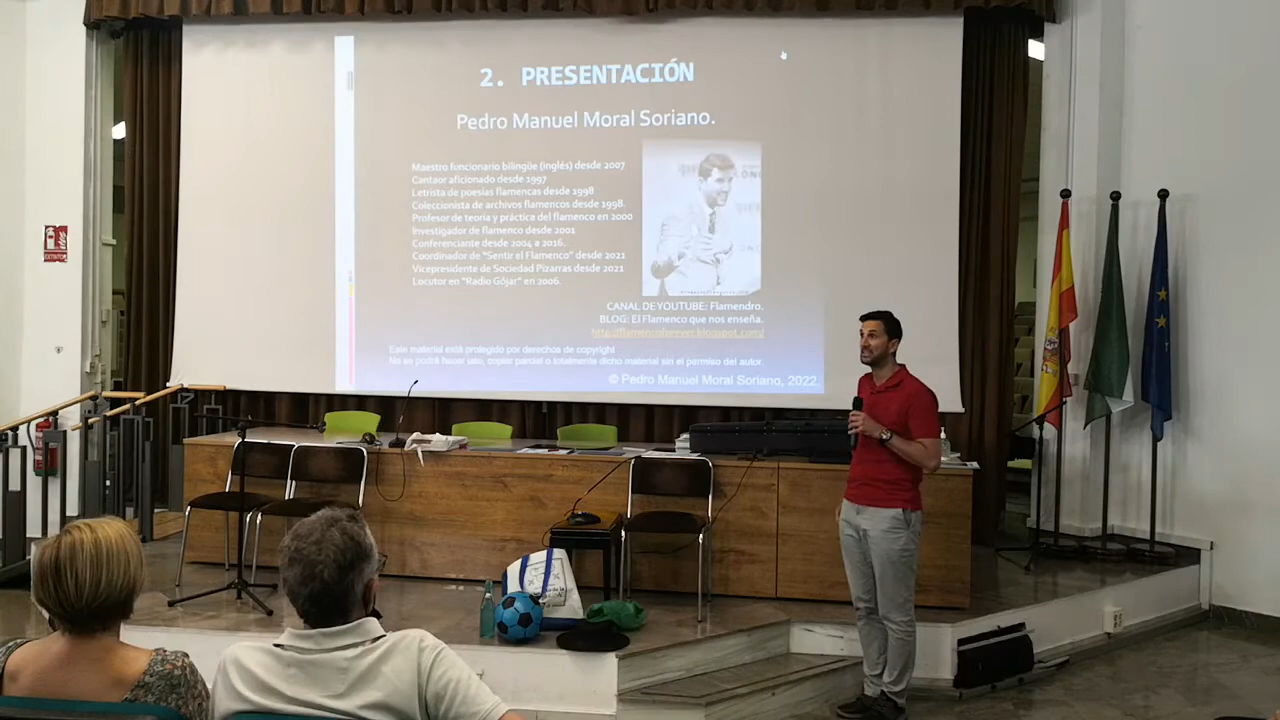 2. PRESENTACIÓN
Pedro Manuel Moral Soriano.
Maestro funcionario bilingüe (inglés) desde 2007
Cantaor aficionado desde 1997
Letrista de poesías flamencas desde 1998
Coleccionista de archivos flamencos desde 1998.
Profesor de teoría y práctica del flamenco en 2000
Investigador de flamenco desde 2001
Conferenciante desde 2004 a 2016.
Coordinador de "Sentir el Flamenco" desde 2021
Vicepresidente de Sociedad Pizarras desde 2021
Locutor en "Radio Gójar" en 2006.
CANAL DE YOUTUBE: Flamendro.
BLOG: El Flamenco que nos enseña.
Este material está protegido por derechos de copyright
No se podrá hacer uso, copiar parcial o totalmente dicho material sin el permiso del autor.
© Pedro Manuel Moral Soriano, 2022.
EXTINTOR